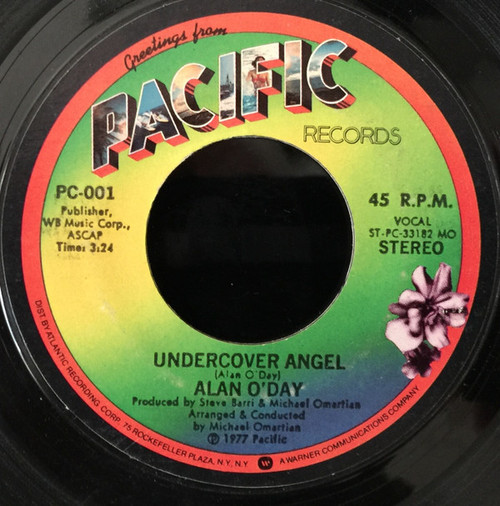 Greetings from
PACIFIC
RECORDS
PC-001
Publisher,
WB Music Corp.,
ASCAP
Time: 3:24
45 R.P.M.
VOCAL
ST-PC-33182 MO
STEREO
UNDERCOVER ANGEL
(Alan O'Day)
ALAN O'DAY
Produced by Steve Barri & Michael Omartian
Arranged & Conducted
by Michael Omartian
℗ 1977 Pacific
DIST BY ATLANTIC RECORDING CORP. 75 ROCKEFELLER PLAZA, N.Y., N.Y. W A WARNER COMMUNICATIONS COMPANY